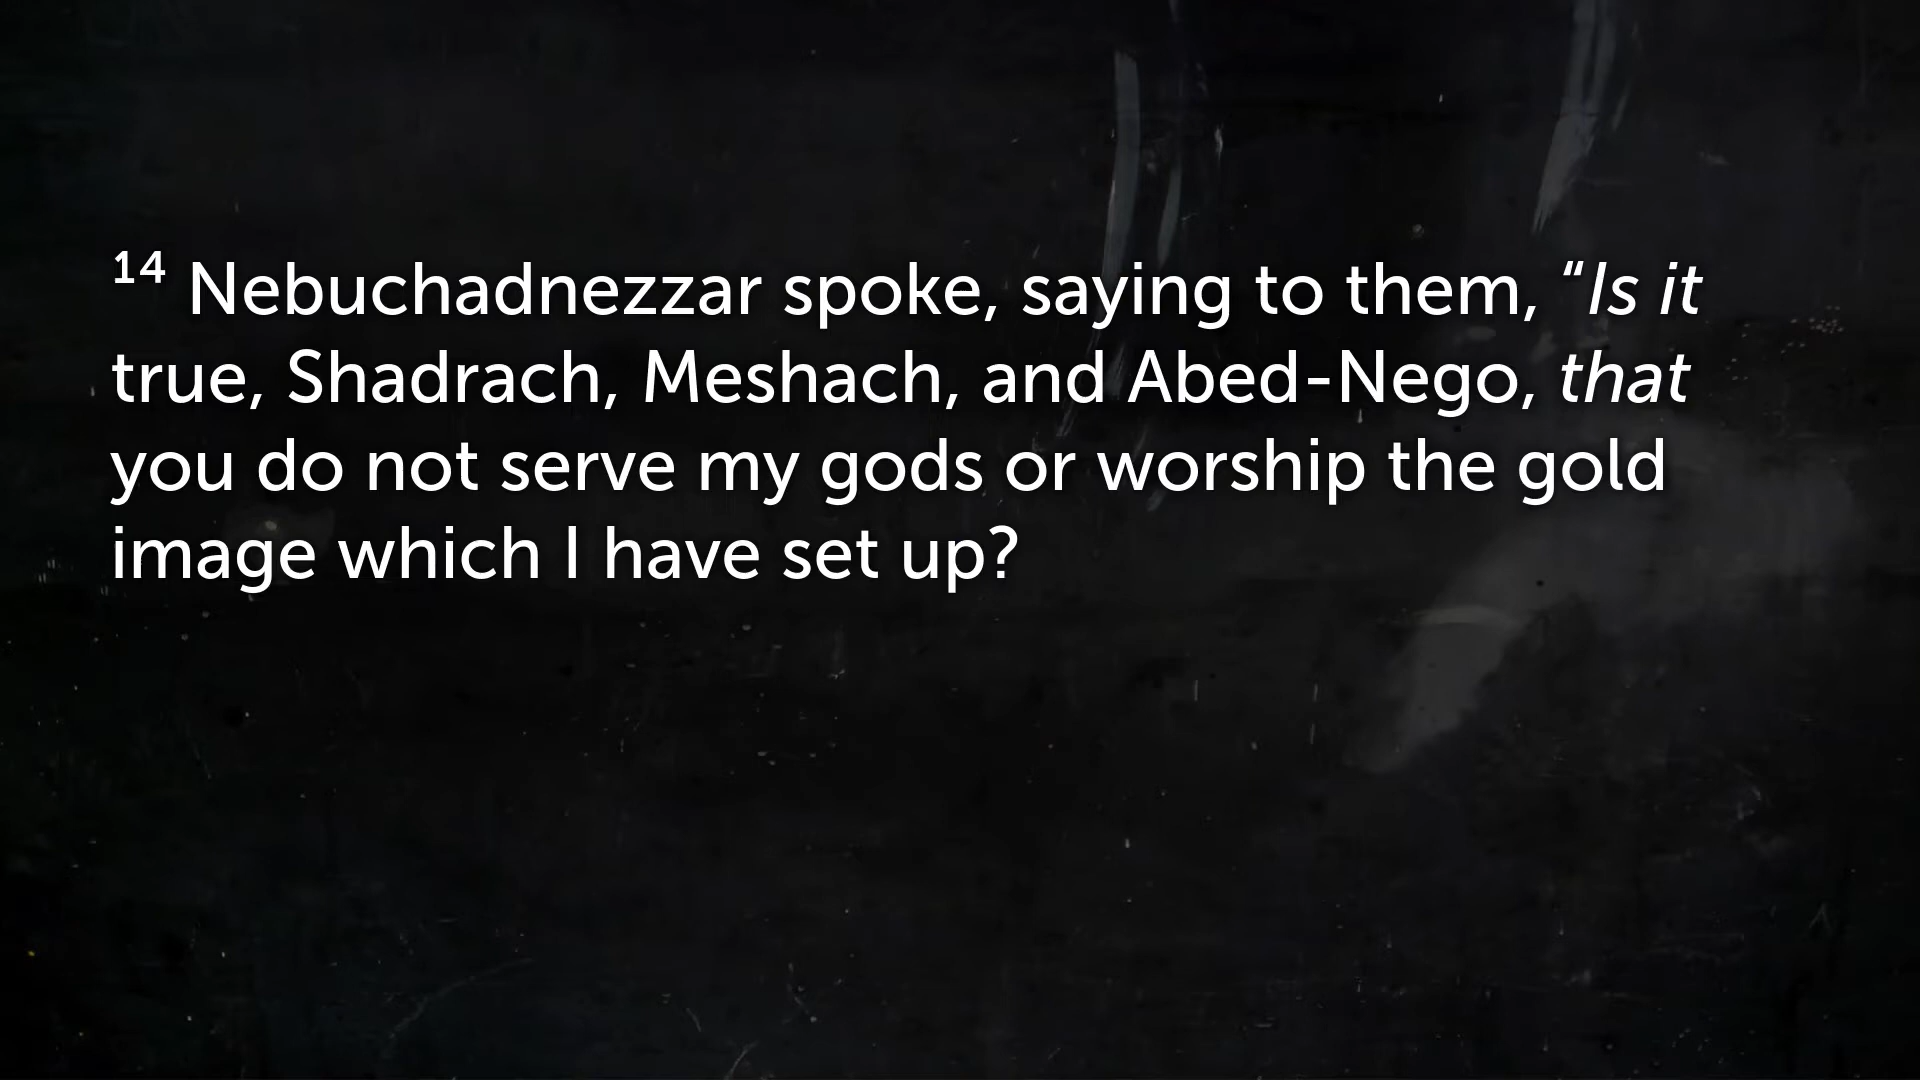 14 Nebuchadnezzar spoke, saying to them, “Is it
true, Shadrach, Meshach, and Abed-Nego, that
you do not serve my gods or worship the gold
image which I have set up?